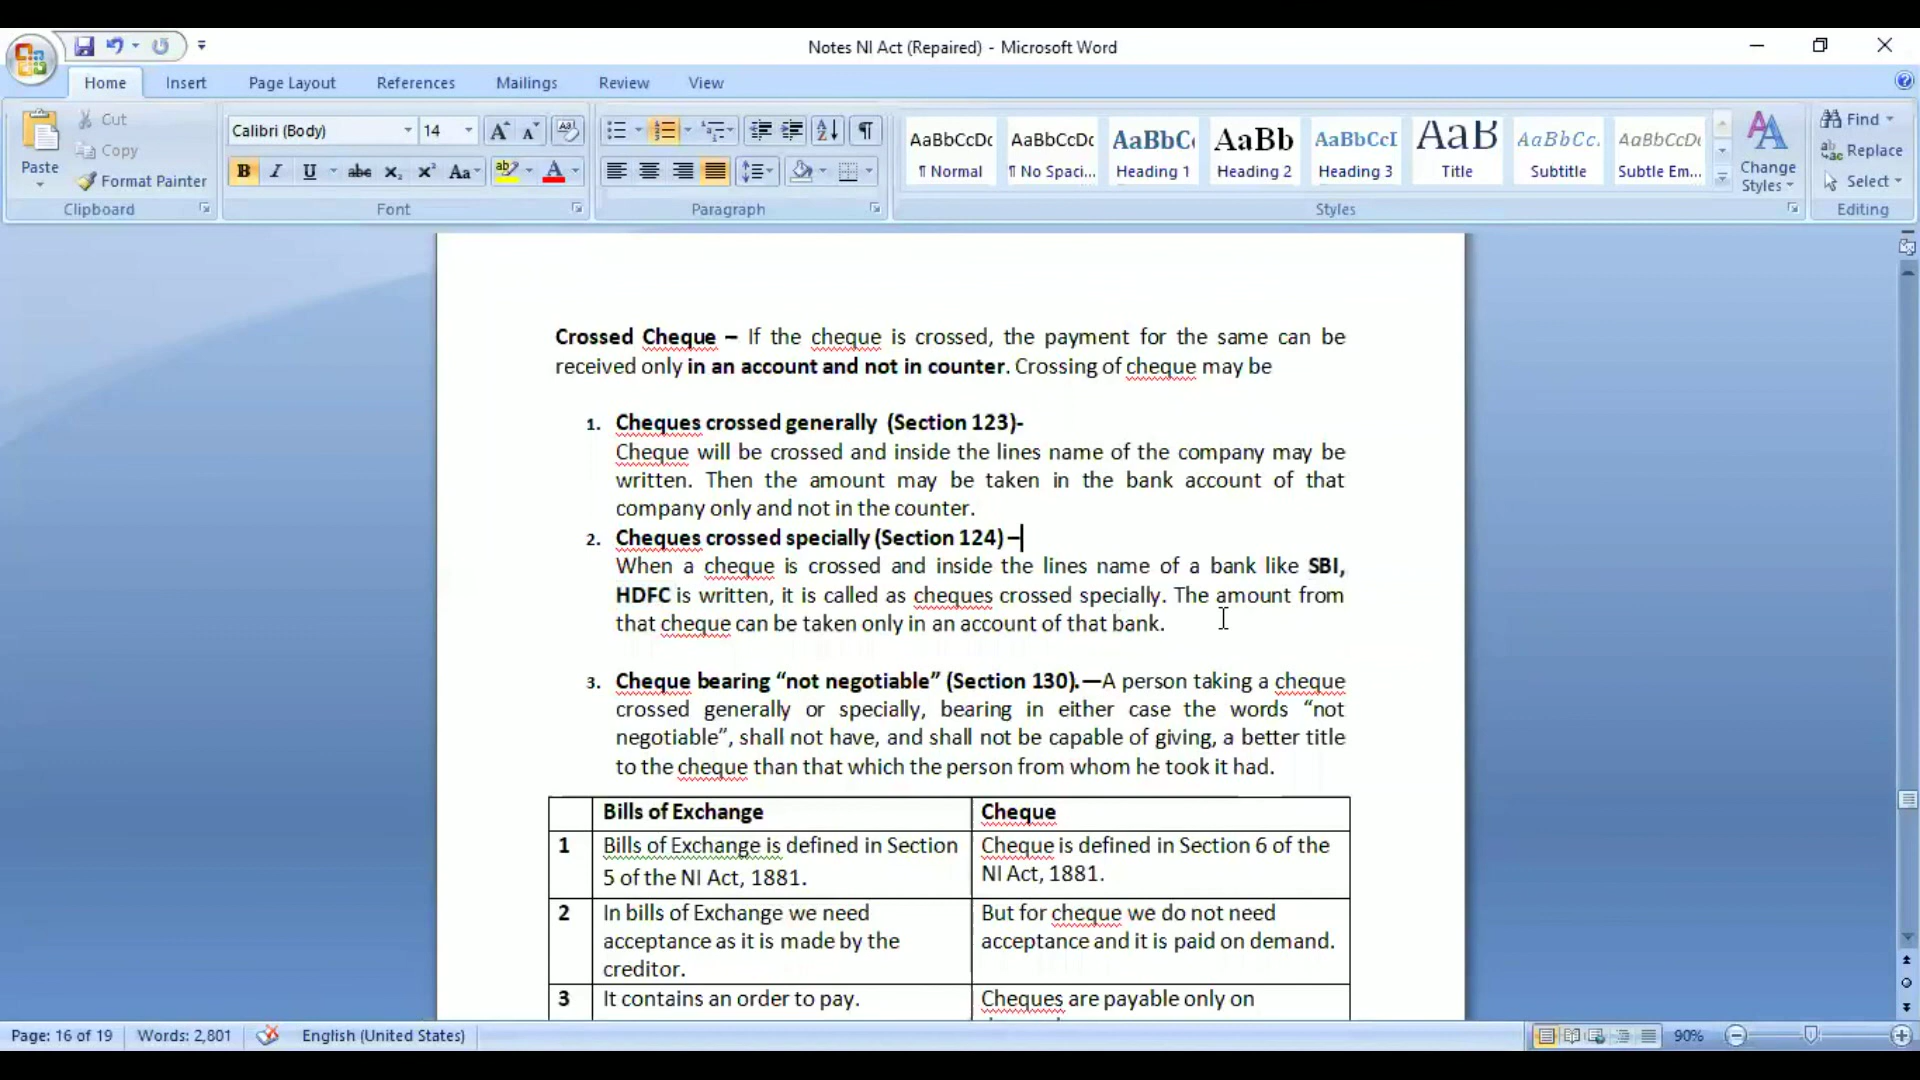 Notes NI Act (Repaired) - Microsoft Word
Home Insert Page Layout References Mailings Review View
Paste
Cut
Copy
Format Painter
Clipboard
Calibri (Body) 14
Font
Paragraph
AaBbCcDc AaBbCcDc AaBbC AaBb AaBbCcI AaB AaBbCc. AaBbCcDc
¶ Normal ¶ No Spaci... Heading 1 Heading 2 Heading 3 Title Subtitle Subtle Em...
Change
Styles
Styles
Find
Replace
Select
Editing
Crossed Cheque – If the cheque is crossed, the payment for the same can be
received only in an account and not in counter. Crossing of cheque may be
1. Cheques crossed generally (Section 123)-
Cheque will be crossed and inside the lines name of the company may be
written. Then the amount may be taken in the bank account of that
company only and not in the counter.
2. Cheques crossed specially (Section 124) –
When a cheque is crossed and inside the lines name of a bank like SBI,
HDFC is written, it is called as cheques crossed specially. The amount from
that cheque can be taken only in an account of that bank.
3. Cheque bearing “not negotiable” (Section 130).—A person taking a cheque
crossed generally or specially, bearing in either case the words “not
negotiable”, shall not have, and shall not be capable of giving, a better title
to the cheque than that which the person from whom he took it had.
Bills of Exchange Cheque
1 Bills of Exchange is defined in Section Cheque is defined in Section 6 of the
5 of the NI Act, 1881. NI Act, 1881.
2 In bills of Exchange we need But for cheque we do not need
acceptance as it is made by the acceptance and it is paid on demand.
creditor.
3 It contains an order to pay. Cheques are payable only on
Page: 16 of 19 Words: 2,801 English (United States) 90%